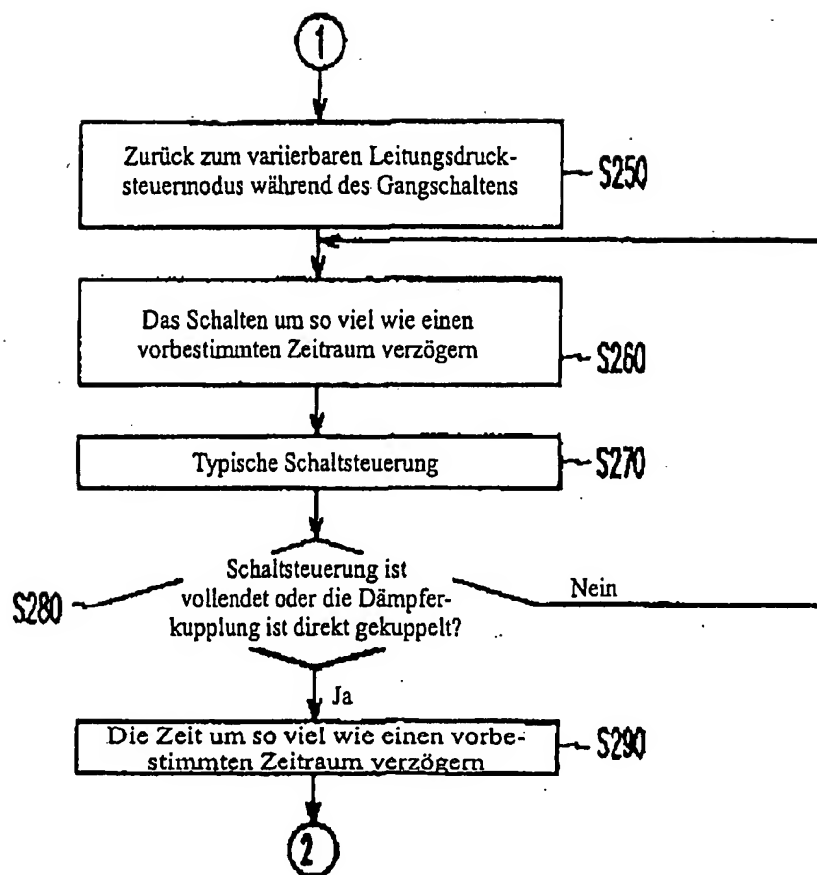 1
Zurück zum variierbaren Leitungsdruck-
steuermodus während des Gangschaltens
S250
Das Schalten um so viel wie einen
vorbestimmten Zeitraum verzögern
S260
Typische Schaltsteuerung
S270
Schaltsteuerung ist
vollendet oder die Dämpfer-
kupplung ist direkt gekuppelt?
S280
Nein
Ja
Die Zeit um so viel wie einen vorbe-
stimmten Zeitraum verzögern
S290
2